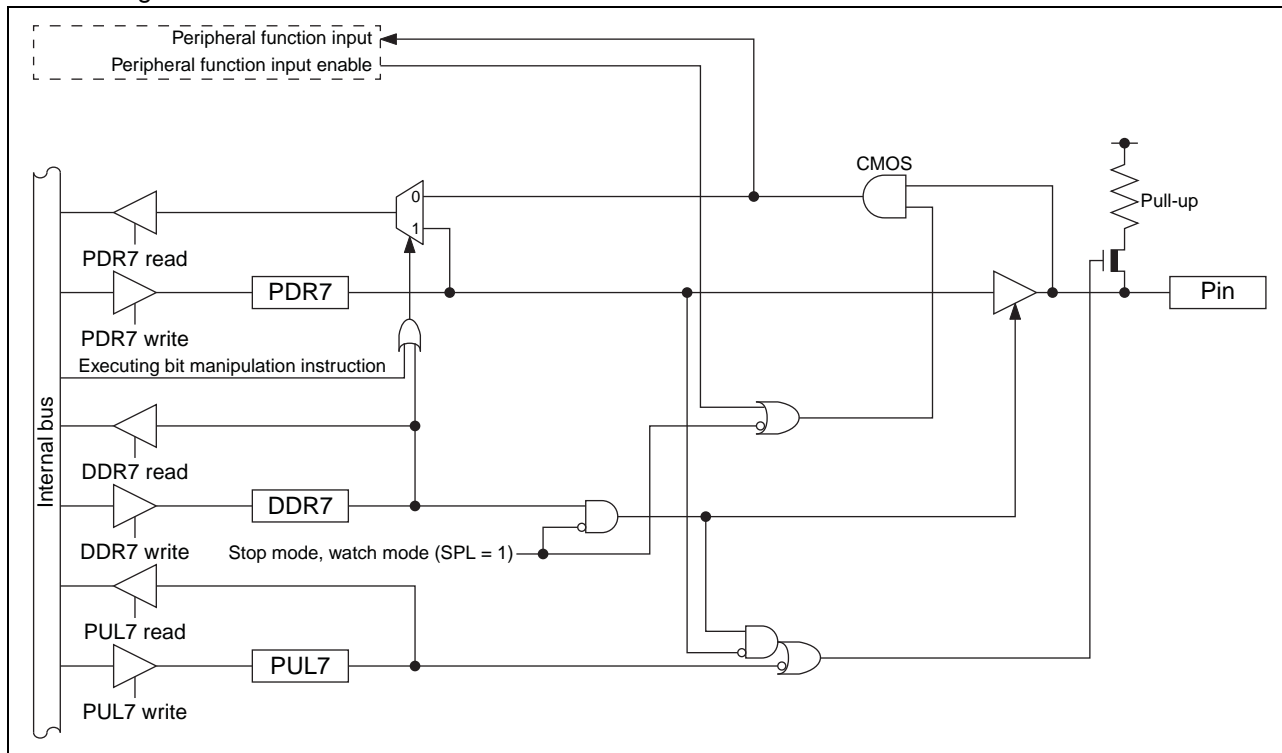 Peripheral function input
Peripheral function input enable
CMOS
0
1
Pull-up
PDR7 read
PDR7
Pin
PDR7 write
Executing bit manipulation instruction
Internal bus
DDR7 read
DDR7
DDR7 write
Stop mode, watch mode (SPL = 1)
PUL7 read
PUL7
PUL7 write